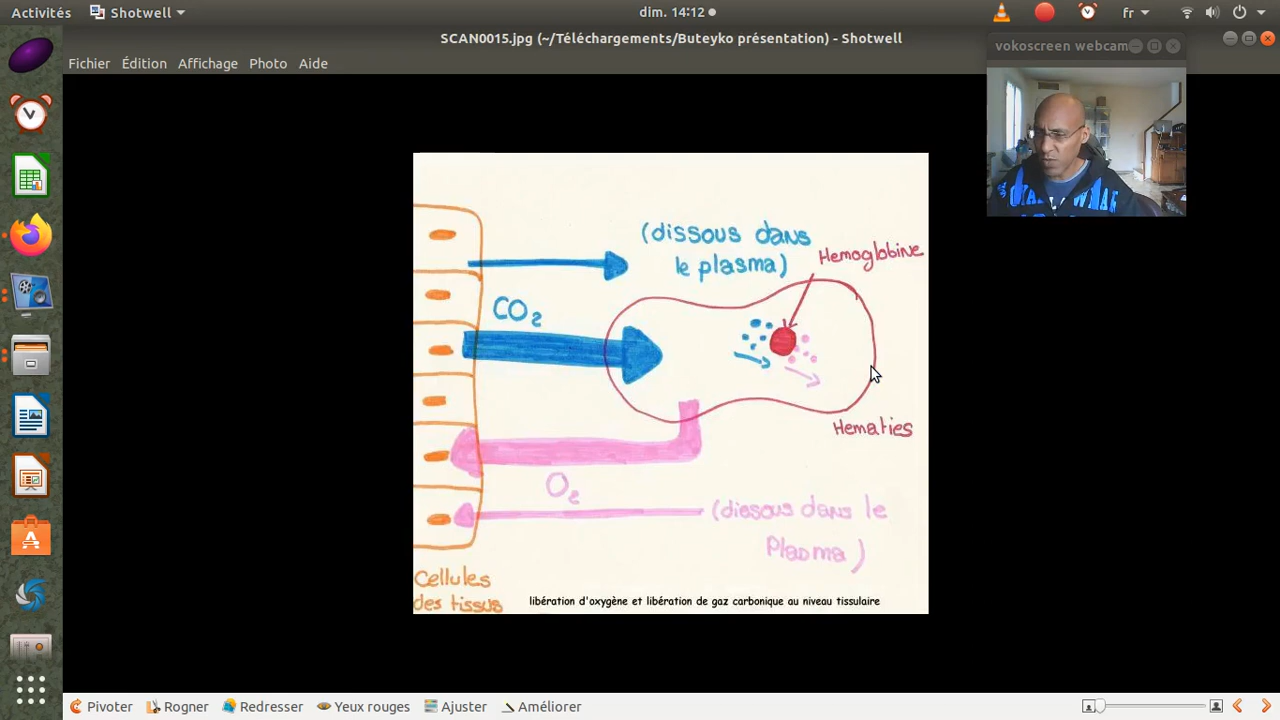 Activités
Shotwell
dim. 14:12
fr
SCAN0015.jpg (~/Téléchargements/Buteyko présentation) - Shotwell
vokoscreen webcam
Fichier Édition Affichage Photo Aide
(dissous dans
le plasma)
Hemoglobine
CO2
Hematies
O2
(dissous dans le
Plasma)
Cellules
des tissus
libération d'oxygène et libération de gaz carbonique au niveau tissulaire
Pivoter Rogner Redresser Yeux rouges Ajuster Améliorer